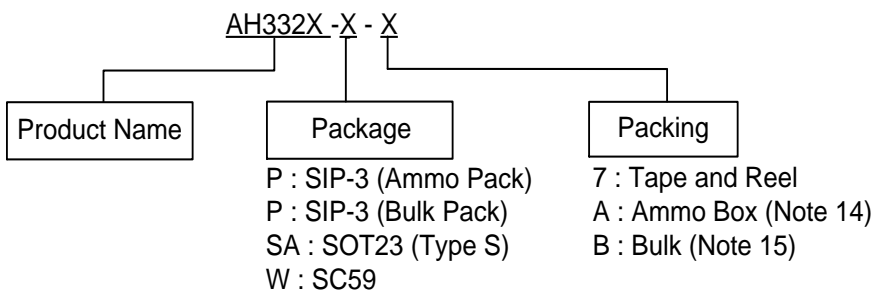 AH332X -X - X
Product Name
Package
Packing
P : SIP-3 (Ammo Pack)
P : SIP-3 (Bulk Pack)
SA : SOT23 (Type S)
W : SC59
7 : Tape and Reel
A : Ammo Box (Note 14)
B : Bulk (Note 15)